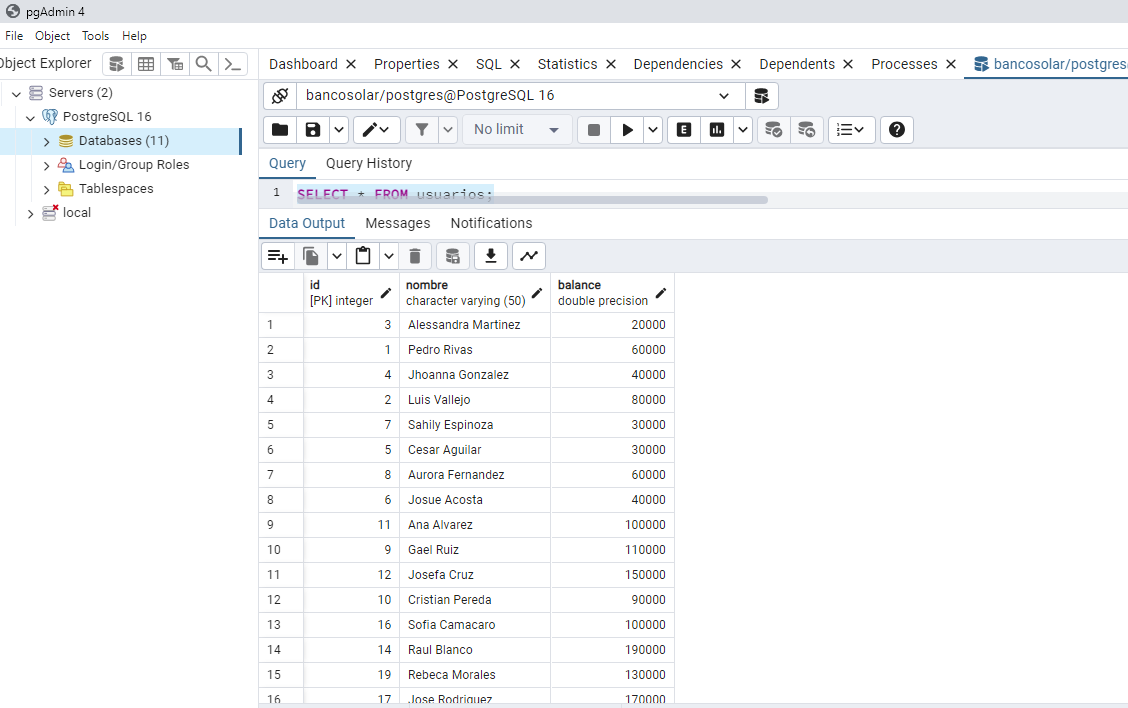 pgAdmin 4
File Object Tools Help
Object Explorer
Dashboard Properties SQL Statistics Dependencies Dependents Processes bancosolar/postgres
Servers (2)
PostgreSQL 16
Databases (11)
Login/Group Roles
Tablespaces
local
bancosolar/postgres@PostgreSQL 16
No limit
E
Query Query History
1 SELECT * FROM usuarios;
Data Output Messages Notifications
id nombre balance
[PK] integer character varying (50) double precision
1 3 Alessandra Martinez 20000
2 1 Pedro Rivas 60000
3 4 Jhoanna Gonzalez 40000
4 2 Luis Vallejo 80000
5 7 Sahily Espinoza 30000
6 5 Cesar Aguilar 30000
7 8 Aurora Fernandez 60000
8 6 Josue Acosta 40000
9 11 Ana Alvarez 100000
10 9 Gael Ruiz 110000
11 12 Josefa Cruz 150000
12 10 Cristian Pereda 90000
13 16 Sofia Camacaro 100000
14 14 Raul Blanco 190000
15 19 Rebeca Morales 130000
16 17 Jose Rodriguez 170000